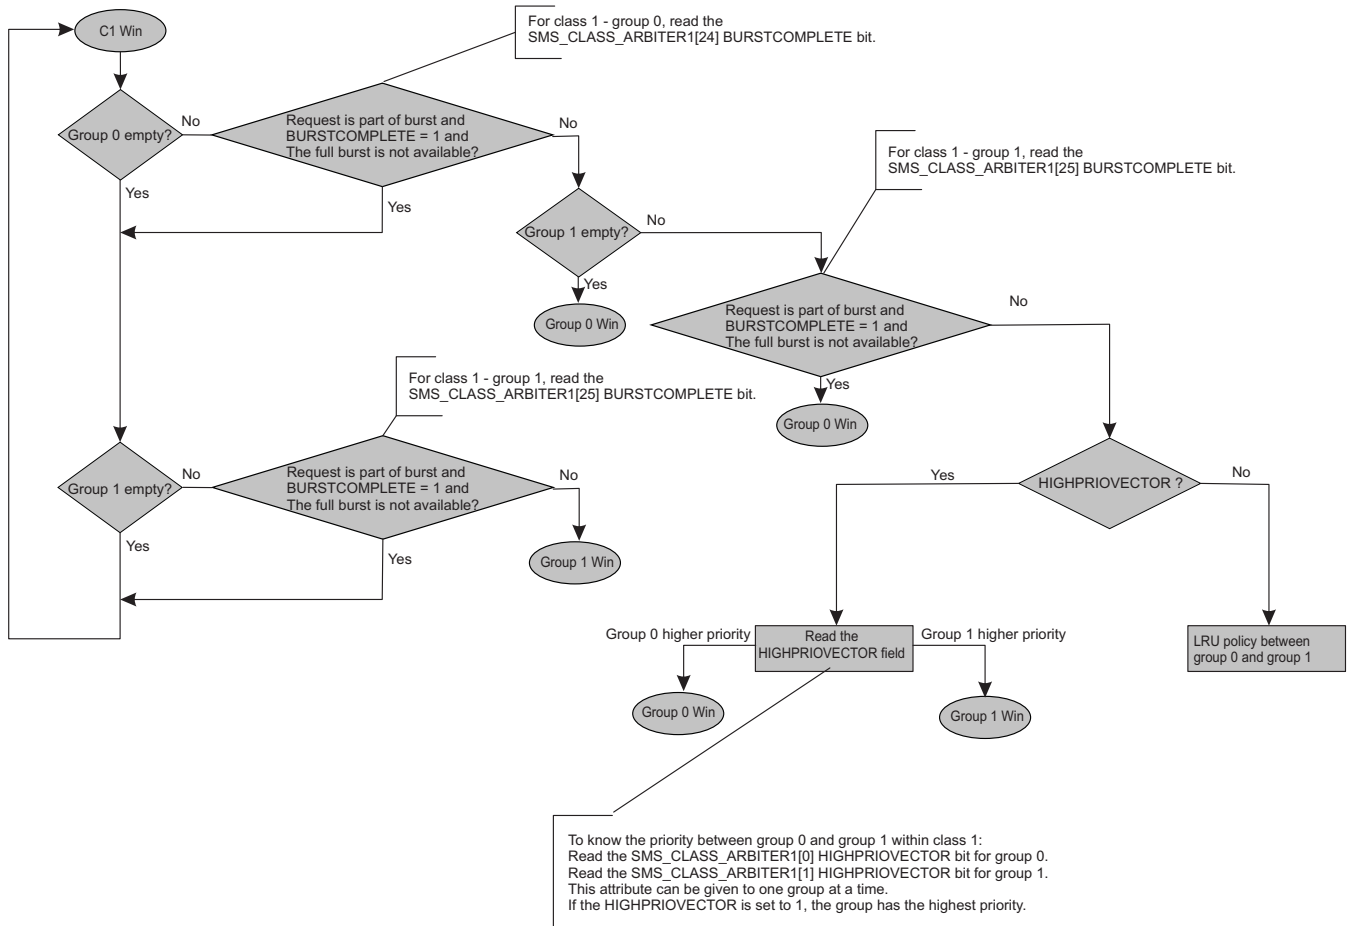 C1 Win
For class 1 - group 0, read the
SMS_CLASS_ARBITER1[24] BURSTCOMPLETE bit.
Group 0 empty?
No
Request is part of burst and
BURSTCOMPLETE = 1 and
The full burst is not available?
No
For class 1 - group 1, read the
SMS_CLASS_ARBITER1[25] BURSTCOMPLETE bit.
Yes
Yes
Group 1 empty?
No
Yes
Group 0 Win
Request is part of burst and
BURSTCOMPLETE = 1 and
The full burst is not available?
No
Yes
Group 0 Win
For class 1 - group 1, read the
SMS_CLASS_ARBITER1[25] BURSTCOMPLETE bit.
Group 1 empty?
No
Request is part of burst and
BURSTCOMPLETE = 1 and
The full burst is not available?
No
Yes
Yes
Group 1 Win
Yes
HIGHPRIOVECTOR ?
No
Group 0 higher priority
Read the
HIGHPRIOVECTOR field
Group 1 higher priority
LRU policy between
group 0 and group 1
Group 0 Win
Group 1 Win
To know the priority between group 0 and group 1 within class 1:
Read the SMS_CLASS_ARBITER1[0] HIGHPRIOVECTOR bit for group 0.
Read the SMS_CLASS_ARBITER1[1] HIGHPRIOVECTOR bit for group 1.
This attribute can be given to one group at a time.
If the HIGHPRIOVECTOR is set to 1, the group has the highest priority.